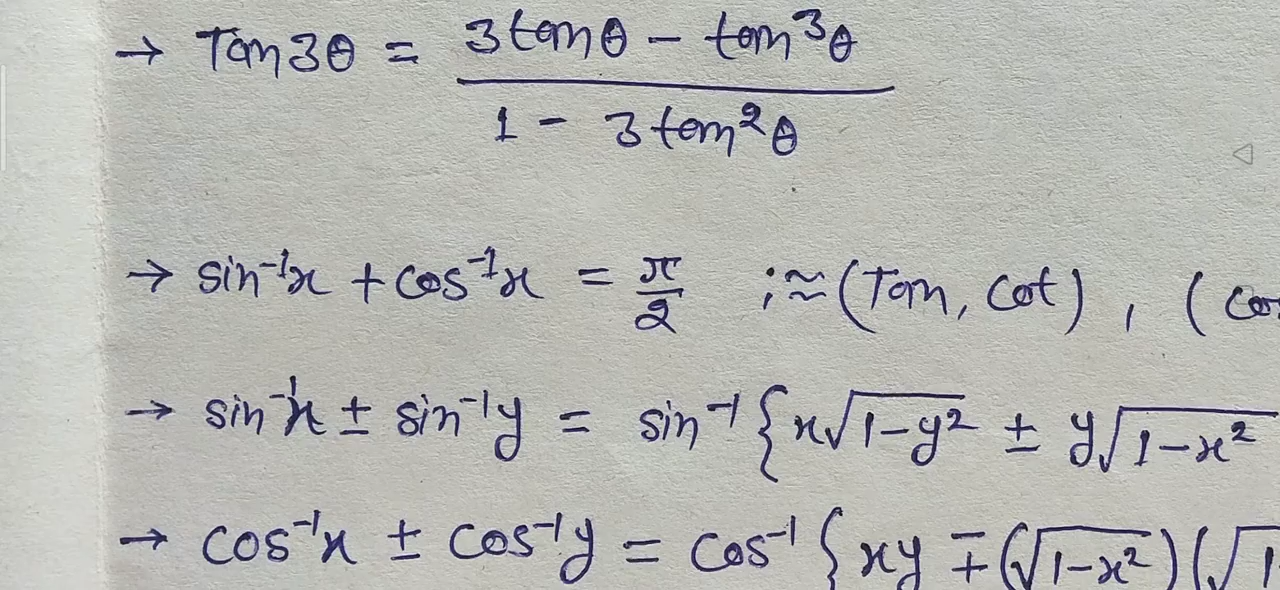 → Tan3θ = 3tanθ − tan³θ / 1 − 3tan²θ
→ sin⁻¹x + cos⁻¹x = π/2 ; ≈ (Tan, Cot), (
→ sin⁻¹x ± sin⁻¹y = sin⁻¹{x√1−y² ± y√1−x²
→ cos⁻¹x ± cos⁻¹y = cos⁻¹{xy ∓ (√1−x²)(√1